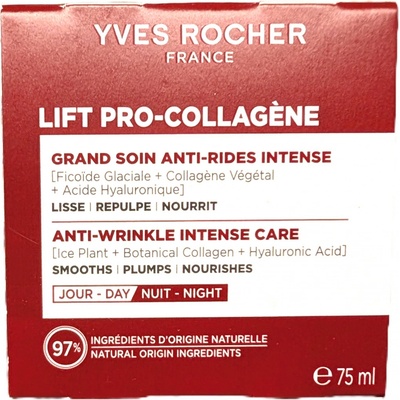 YVES ROCHER
FRANCE
LIFT PRO-COLLAGÈNE
GRAND SOIN ANTI-RIDES INTENSE
[Ficoïde Glaciale + Collagène Végétal
+ Acide Hyaluronique]
LISSE | REPULPE | NOURRIT
ANTI-WRINKLE INTENSE CARE
[Ice Plant + Botanical Collagen + Hyaluronic Acid]
SMOOTHS | PLUMPS | NOURISHES
JOUR - DAY / NUIT - NIGHT
97%
INGRÉDIENTS D'ORIGINE NATURELLE
NATURAL ORIGIN INGREDIENTS
℮ 75 ml